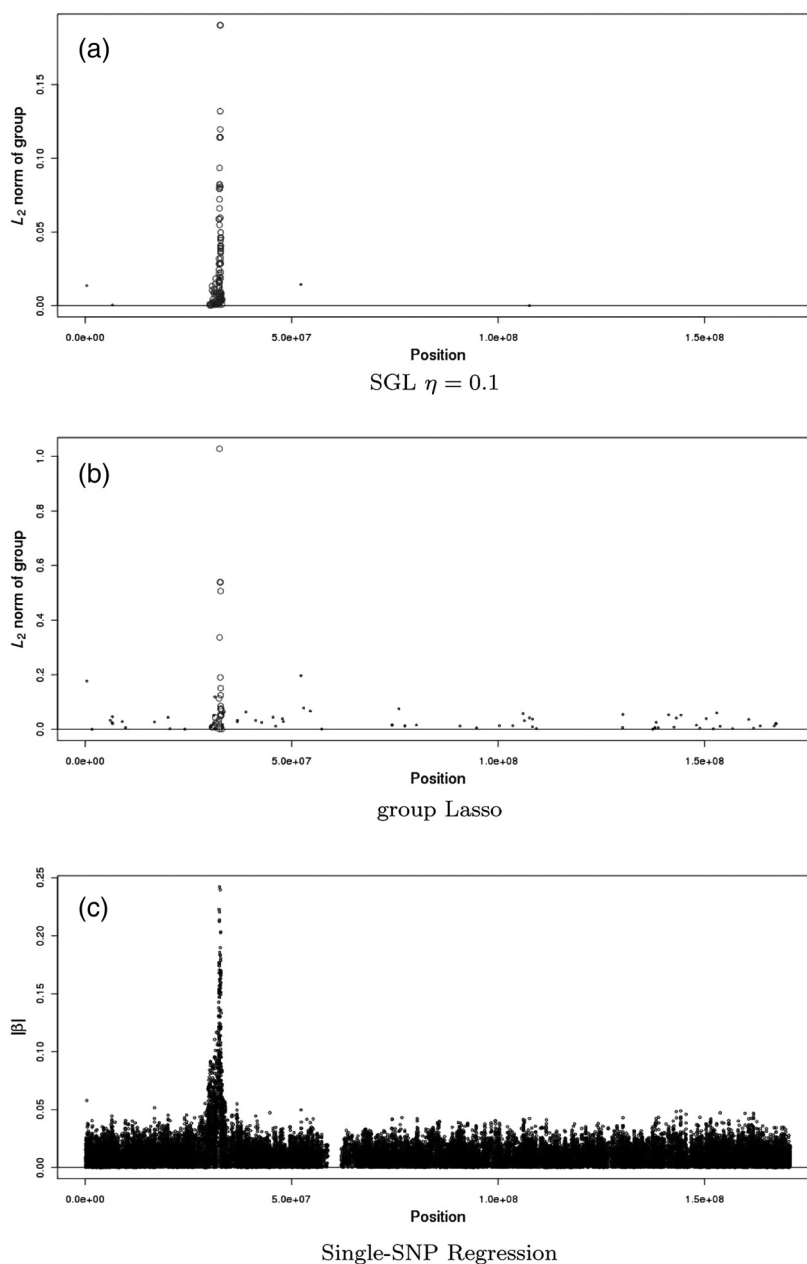 (a)
L₂ norm of group
0.15
0.10
0.05
0.00
0.0e+00 5.0e+07 1.0e+08 1.5e+08
Position
SGL η = 0.1
(b)
L₂ norm of group
1.0
0.8
0.6
0.4
0.2
0.0
0.0e+00 5.0e+07 1.0e+08 1.5e+08
Position
group Lasso
(c)
|β|
0.25
0.20
0.15
0.10
0.05
0.00
0.0e+00 5.0e+07 1.0e+08 1.5e+08
Position
Single-SNP Regression